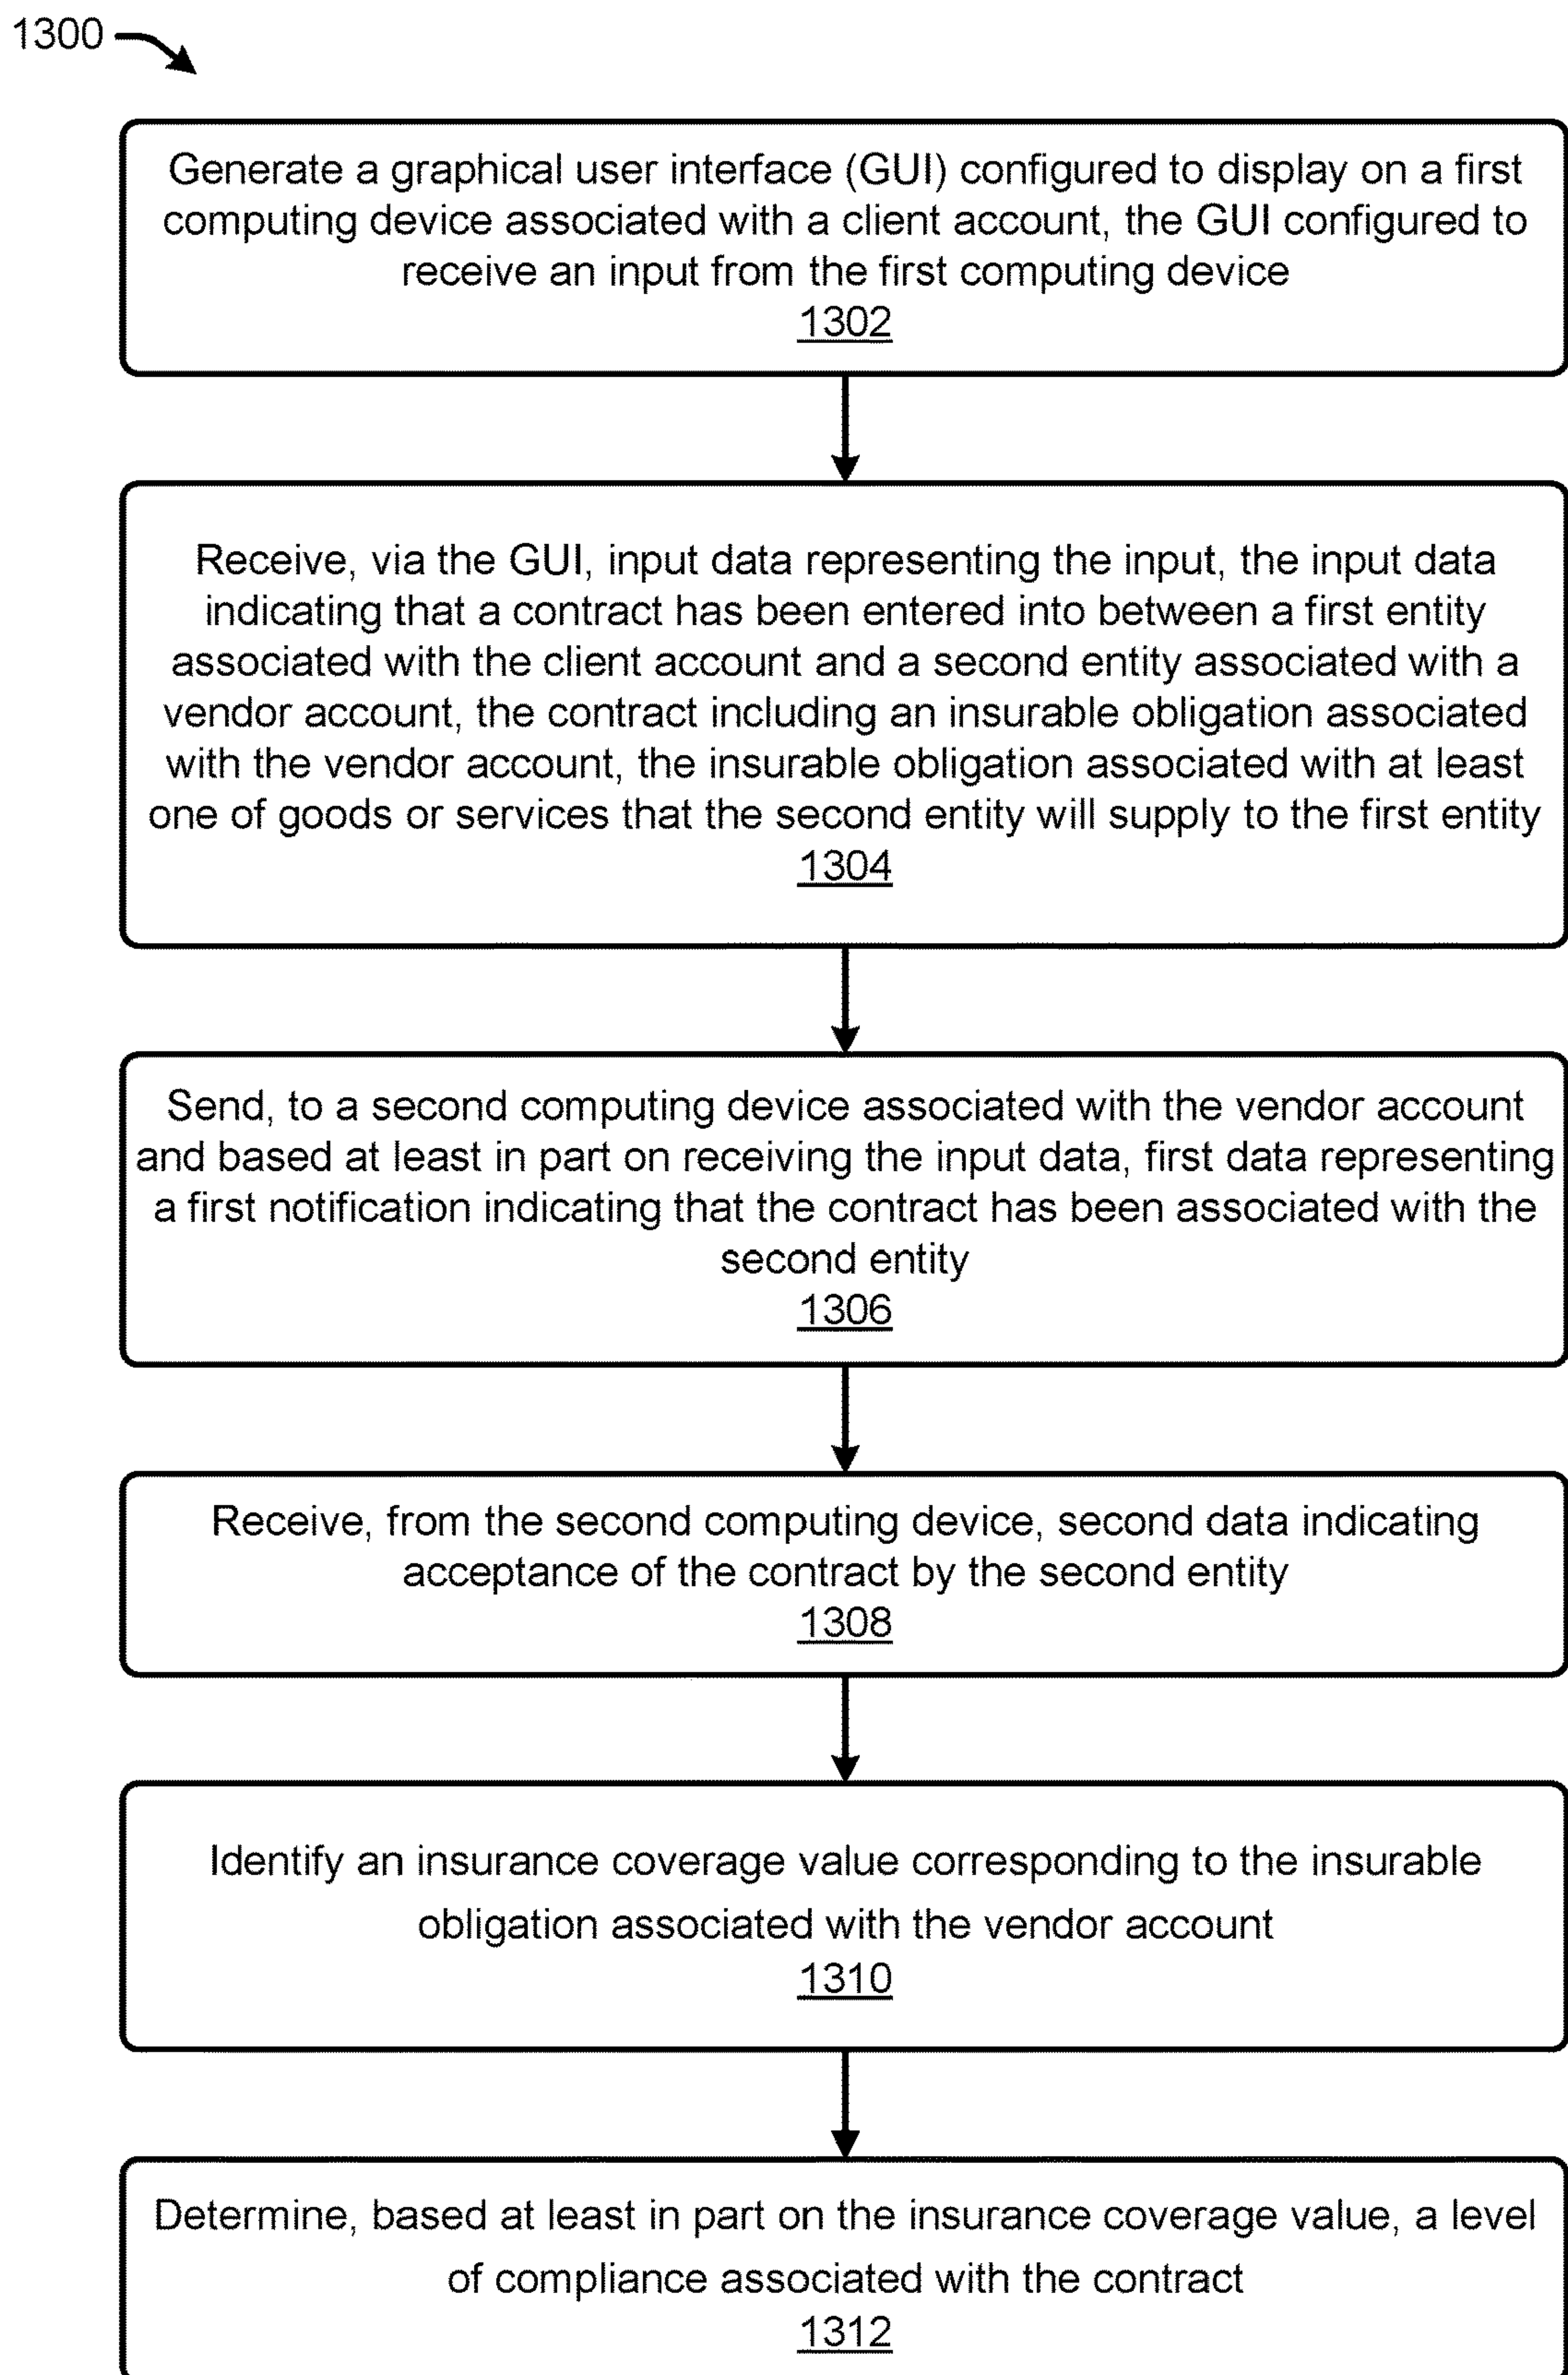 1300
Generate a graphical user interface (GUI) configured to display on a first
computing device associated with a client account, the GUI configured to
receive an input from the first computing device
1302
Receive, via the GUI, input data representing the input, the input data
indicating that a contract has been entered into between a first entity
associated with the client account and a second entity associated with a
vendor account, the contract including an insurable obligation associated
with the vendor account, the insurable obligation associated with at least
one of goods or services that the second entity will supply to the first entity
1304
Send, to a second computing device associated with the vendor account
and based at least in part on receiving the input data, first data representing
a first notification indicating that the contract has been associated with the
second entity
1306
Receive, from the second computing device, second data indicating
acceptance of the contract by the second entity
1308
Identify an insurance coverage value corresponding to the insurable
obligation associated with the vendor account
1310
Determine, based at least in part on the insurance coverage value, a level
of compliance associated with the contract
1312